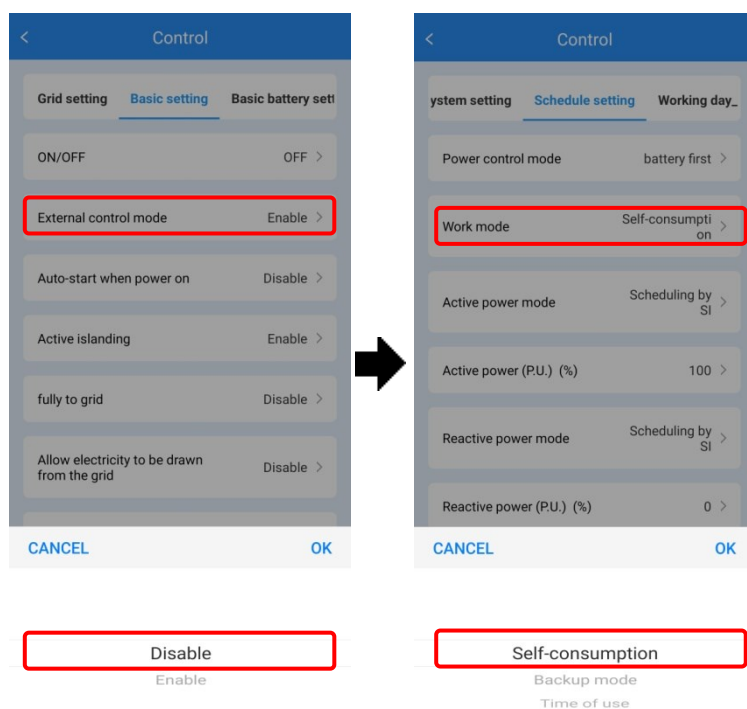 Control
Grid setting Basic setting Basic battery sett
ON/OFF OFF
External control mode Enable
Auto-start when power on Disable
Active islanding Enable
fully to grid Disable
Allow electricity to be drawn
from the grid Disable
CANCEL OK
Disable
Enable
Control
ystem setting Schedule setting Working day_
Power control mode battery first
Work mode Self-consumpti
on
Active power mode Scheduling by
SI
Active power (P.U.) (%) 100
Reactive power mode Scheduling by
SI
Reactive power (P.U.) (%) 0
CANCEL OK
Self-consumption
Backup mode
Time of use